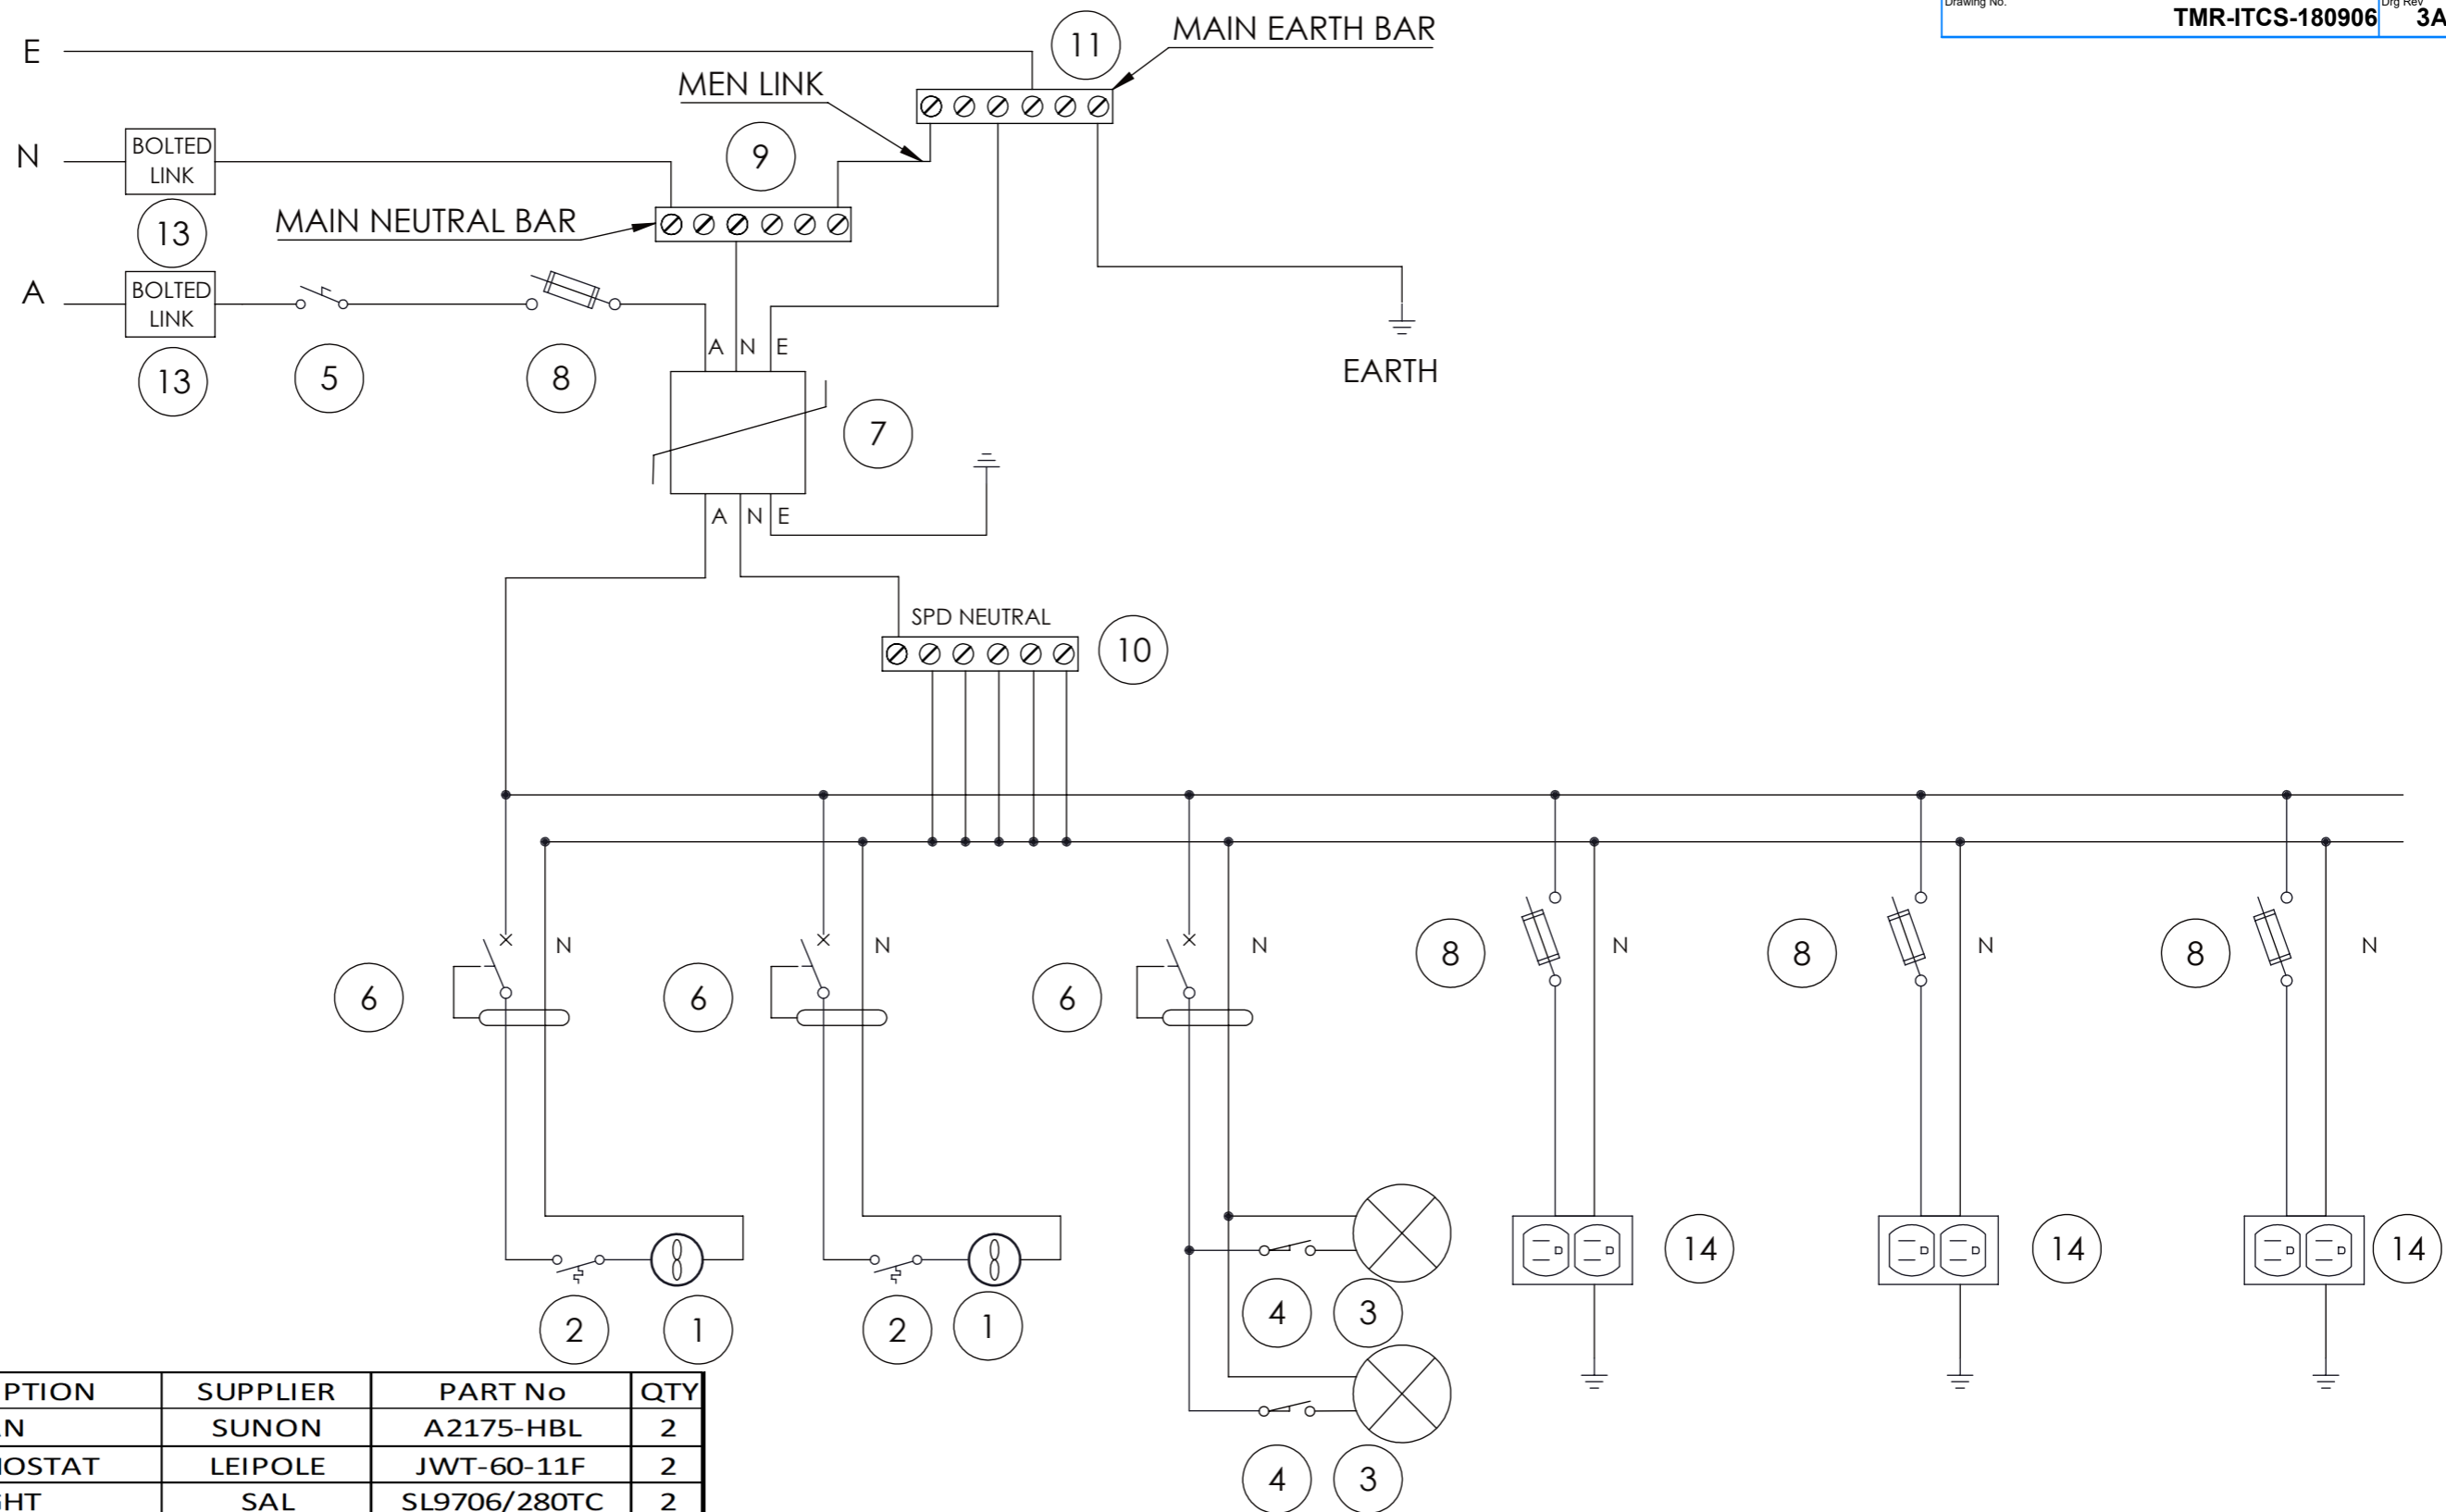 Drawing No.
TMR-ITCS-180906
Drg Rev
3A
E
11
MAIN EARTH BAR
MEN LINK
N
BOLTED
LINK
9
13
MAIN NEUTRAL BAR
A
BOLTED
LINK
13
5
8
A N E
EARTH
7
A N E
SPD NEUTRAL
10
N
N
N
N
N
N
6
6
6
8
8
8
14
14
14
2
1
2
1
4
3
4
3
PTION SUPPLIER PART No QTY
N SUNON A2175-HBL 2
OSTAT LEIPOLE JWT-60-11F 2
HT SAL SL9706/280TC 2